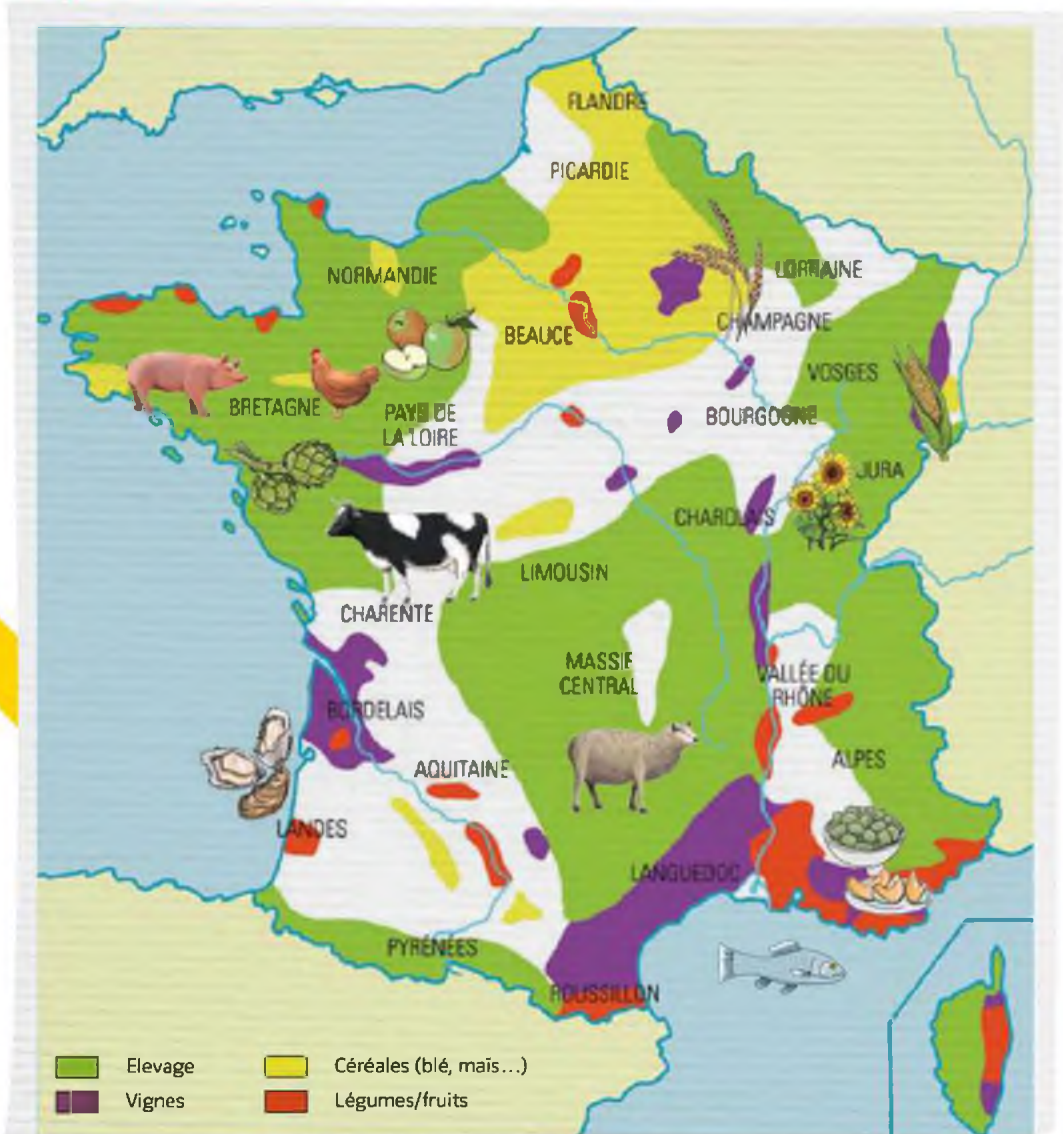 FLANDRE
PICARDIE
NORMANDIE
LORRAINE
CHAMPAGNE
BEAUCE
VOSGES
BRETAGNE
PAYS DE
LA LOIRE
BOURGOGNE
JURA
CHAROLAIS
LIMOUSIN
CHARENTE
MASSIF
CENTRAL
VALLÉE DU
RHÔNE
BORDELAIS
AQUITAINE
ALPES
LANDES
LANGUEDOC
PYRÉNÉES
ROUSSILLON
Elevage
Céréales (blé, maïs...)
Vignes
Légumes/fruits